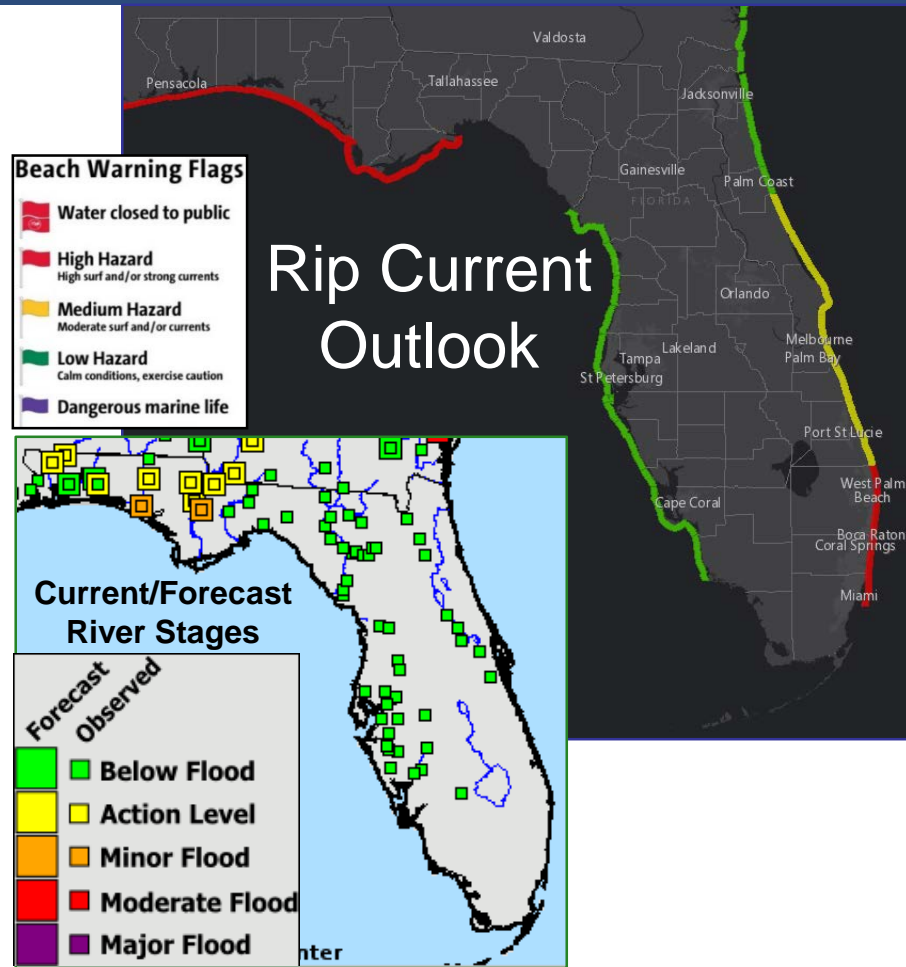 Valdosta
Pensacola
Tallahassee
Jacksonville
Gainesville
Palm Coast
FLORIDA
Orlando
Melbourne
Palm Bay
Lakeland
Tampa
St Petersburg
Port St Lucie
Cape Coral
West Palm
Beach
Boca Raton
Coral Springs
Miami
Rip Current
Outlook
Beach Warning Flags
Water closed to public
High Hazard
High surf and/or strong currents
Medium Hazard
Moderate surf and/or currents
Low Hazard
Calm conditions, exercise caution
Dangerous marine life
Current/Forecast
River Stages
Forecast
Observed
Below Flood
Action Level
Minor Flood
Moderate Flood
Major Flood
nter